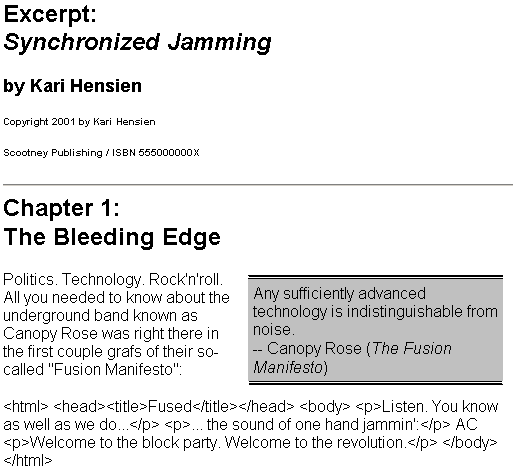 Excerpt:
Synchronized Jamming
by Kari Hensien
Copyright 2001 by Kari Hensien
Scootney Publishing / ISBN 555000000X
Chapter 1:
The Bleeding Edge
Politics. Technology. Rock'n'roll.
All you needed to know about the
underground band known as
Canopy Rose was right there in
the first couple grafs of their so-
called "Fusion Manifesto":
Any sufficiently advanced
technology is indistinguishable from
noise.
-- Canopy Rose (The Fusion
Manifesto)
<html> <head><title>Fused</title></head> <body> <p>Listen. You know
as well as we do...</p> <p>... the sound of one hand jammin':</p> AC
<p>Welcome to the block party. Welcome to the revolution.</p> </body>
</html>